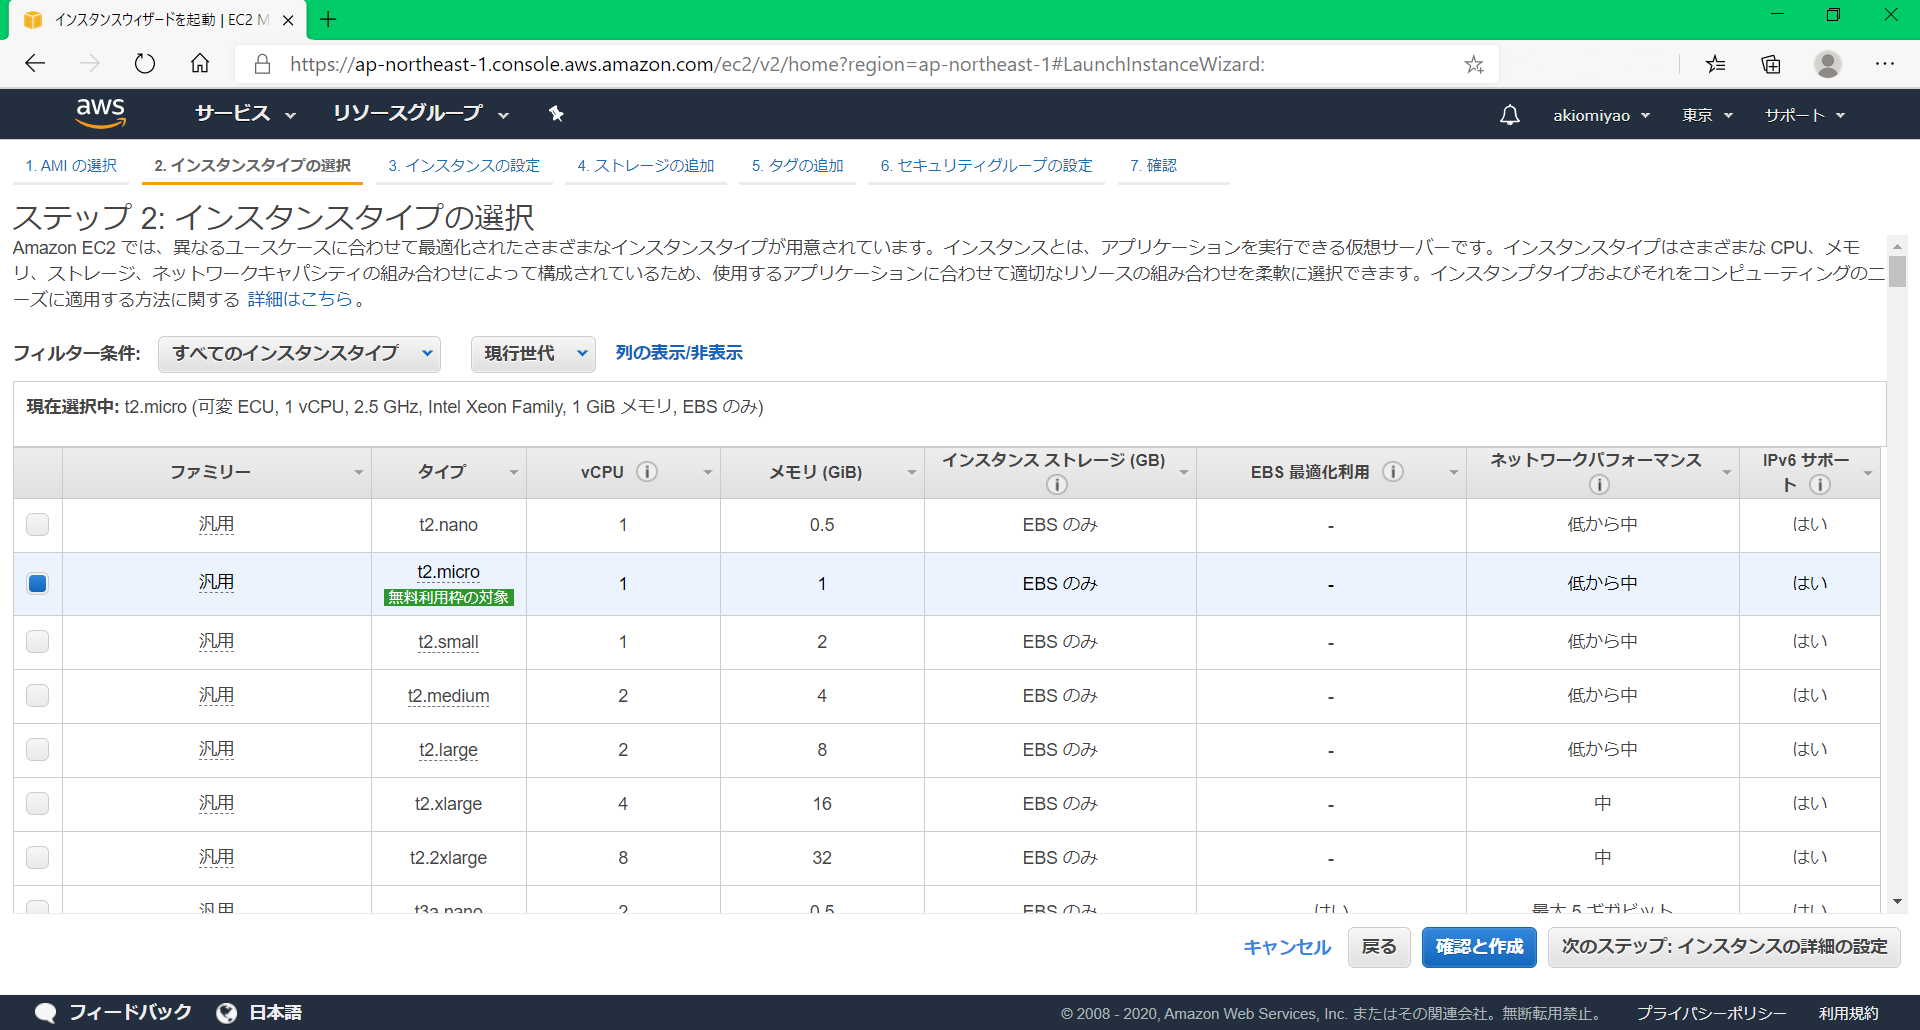 インスタンスウィザードを起動 | EC2 M
https://ap-northeast-1.console.aws.amazon.com/ec2/v2/home?region=ap-northeast-1#LaunchInstanceWizard:
aws サービス リソースグループ akiomiyao 東京 サポート
1. AMI の選択 2. インスタンスタイプの選択 3. インスタンスの設定 4. ストレージの追加 5. タグの追加 6. セキュリティグループの設定 7. 確認
ステップ 2: インスタンスタイプの選択
Amazon EC2 では、異なるユースケースに合わせて最適化されたさまざまなインスタンスタイプが用意されています。インスタンスとは、アプリケーションを実行できる仮想サーバーです。インスタンスタイプはさまざまな CPU、メモ
リ、ストレージ、ネットワークキャパシティの組み合わせによって構成されているため、使用するアプリケーションに合わせて適切なリソースの組み合わせを柔軟に選択できます。インスタンプタイプおよびそれをコンピューティングのニ
ーズに適用する方法に関する 詳細はこちら。
フィルター条件: すべてのインスタンスタイプ 現行世代 列の表示/非表示
現在選択中: t2.micro (可変 ECU, 1 vCPU, 2.5 GHz, Intel Xeon Family, 1 GiB メモリ, EBS のみ)
ファミリー タイプ vCPU メモリ (GiB) インスタンス ストレージ (GB) EBS 最適化利用 ネットワークパフォーマンス IPv6 サポー
ト
汎用 t2.nano 1 0.5 EBS のみ - 低から中 はい
汎用 t2.micro 1 1 EBS のみ - 低から中 はい
無料利用枠の対象
汎用 t2.small 1 2 EBS のみ - 低から中 はい
汎用 t2.medium 2 4 EBS のみ - 低から中 はい
汎用 t2.large 2 8 EBS のみ - 低から中 はい
汎用 t2.xlarge 4 16 EBS のみ - 中 はい
汎用 t2.2xlarge 8 32 EBS のみ - 中 はい
汎用 t3a.nano 2 0.5 EBS のみ はい 最大 5 ギガビット はい
キャンセル 戻る 確認と作成 次のステップ: インスタンスの詳細の設定
フィードバック 日本語 © 2008 - 2020, Amazon Web Services, Inc. またはその関連会社。無断転用禁止。 プライバシーポリシー 利用規約